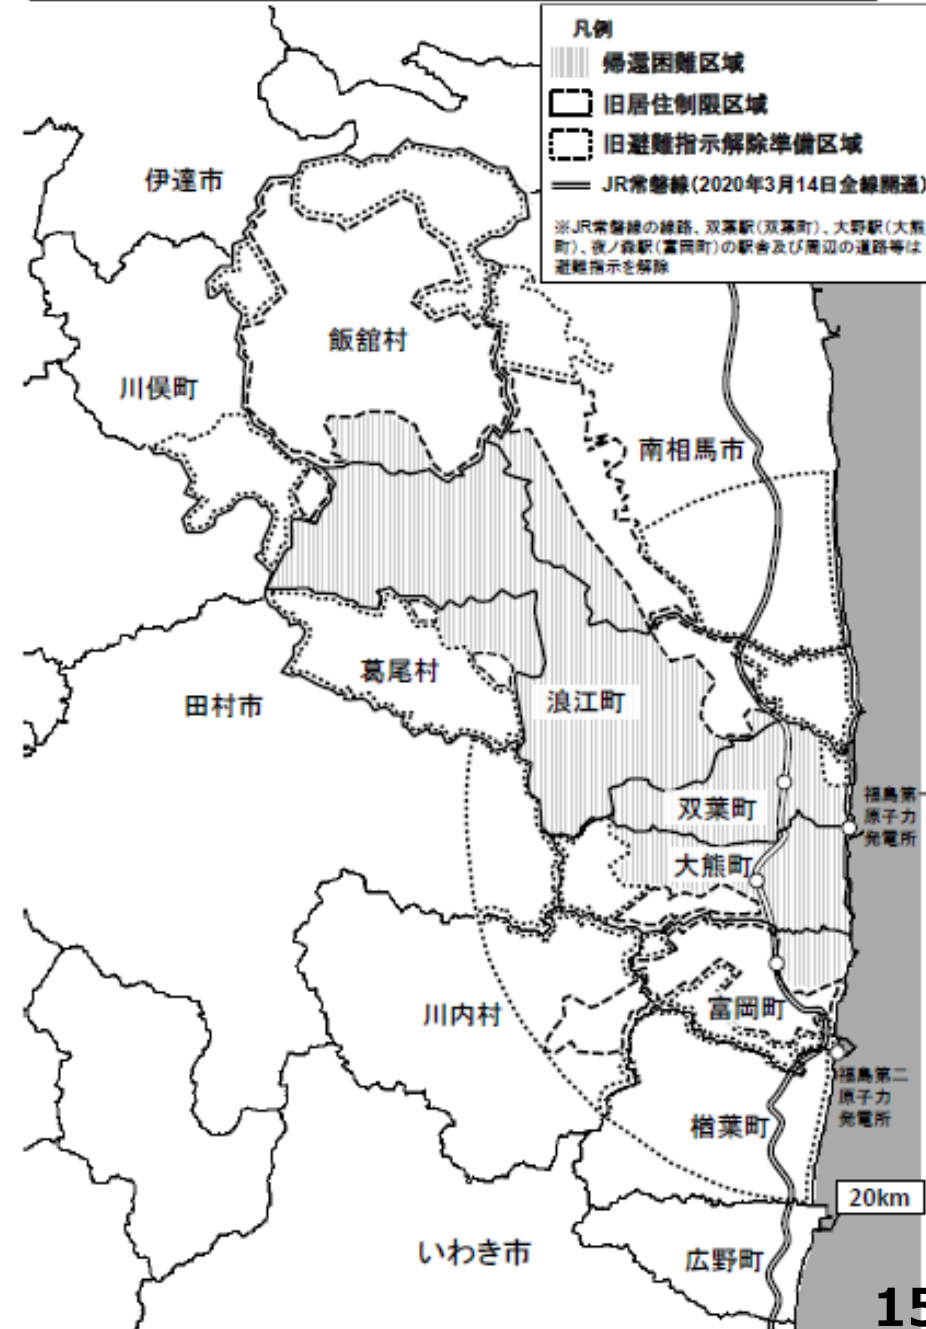 凡例
帰還困難区域
旧居住制限区域
旧避難指示解除準備区域
JR常磐線(2020年3月14日全線開通)
※JR常磐線の線路、双葉駅(双葉町)、大野駅(大熊
町)、夜ノ森駅(富岡町)の駅舎及び周辺の道路等は
避難指示を解除
伊達市
飯舘村
川俣町
南相馬市
葛尾村
田村市
浪江町
双葉町
福島第一
原子力
発電所
大熊町
川内村
富岡町
福島第二
原子力
発電所
楢葉町
20km
いわき市
広野町
15